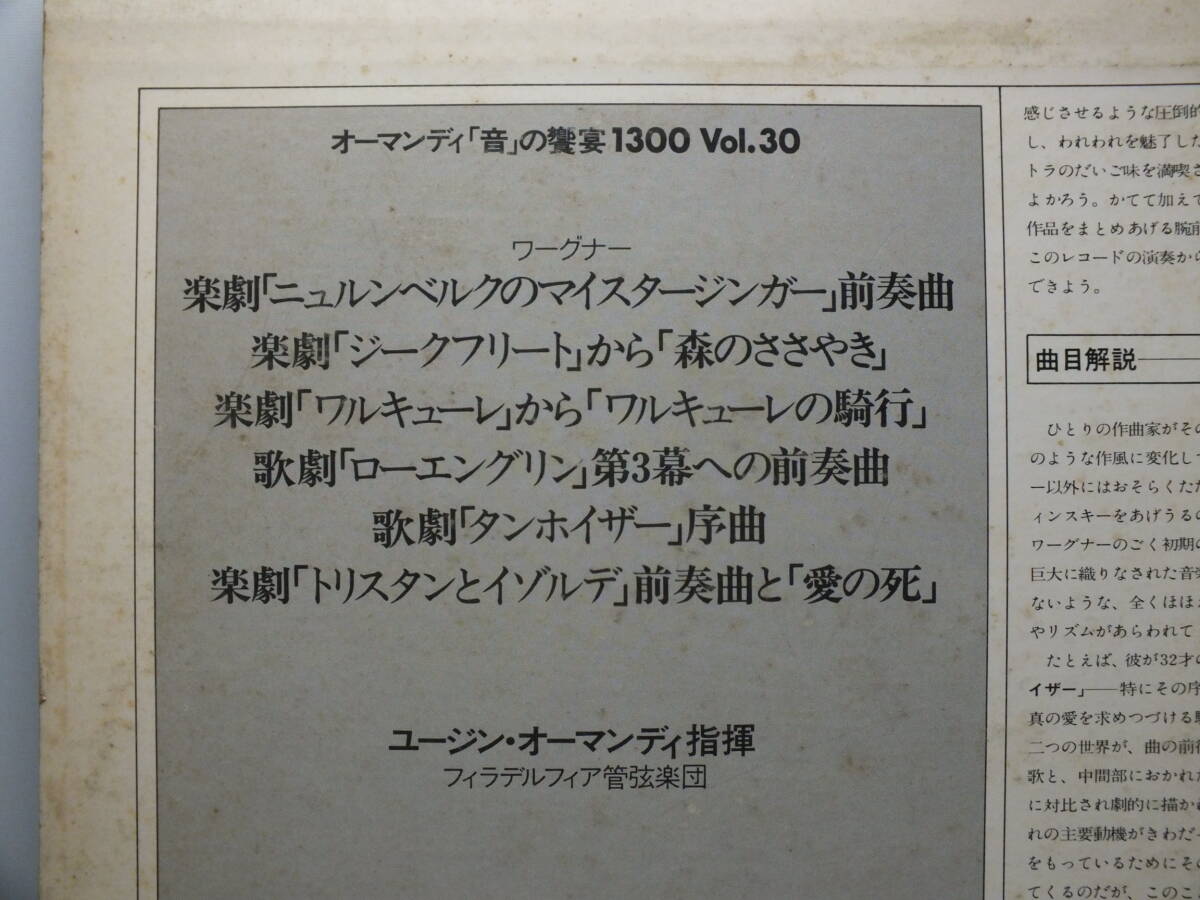 オーマンディ「音」の饗宴1300 Vol.30
ワーグナー
楽劇「ニュルンベルクのマイスタージンガー」前奏曲
楽劇「ジークフリート」から「森のささやき」
楽劇「ワルキューレ」から「ワルキューレの騎行」
歌劇「ローエングリン」第3幕への前奏曲
歌劇「タンホイザー」序曲
楽劇「トリスタンとイゾルデ」前奏曲と「愛の死」
ユージン・オーマンディ指揮
フィラデルフィア管弦楽団
感じさせるような圧倒的
し、われわれを魅了した
トラのだいご味を満喫さ
よかろう。かてて加えて
作品をまとめあげる腕前
このレコードの演奏から
できよう。
曲目解説
ひとりの作曲家がその
のような作風に変化して
ー以外にはおそらくただ
ィンスキーをあげうるの
ワーグナーのごく初期の
巨大に織りなされた音楽
ないような、全くほほえ
やリズムがあらわれて
たとえば、彼が32才の
イザー」──特にその序
真の愛を求めつづける騎
二つの世界が、曲の前後
歌と、中間部におかれた
に対比され劇的に描かれ
れの主要動機がきわだっ
をもっているためにその
てくるのだが、このこ